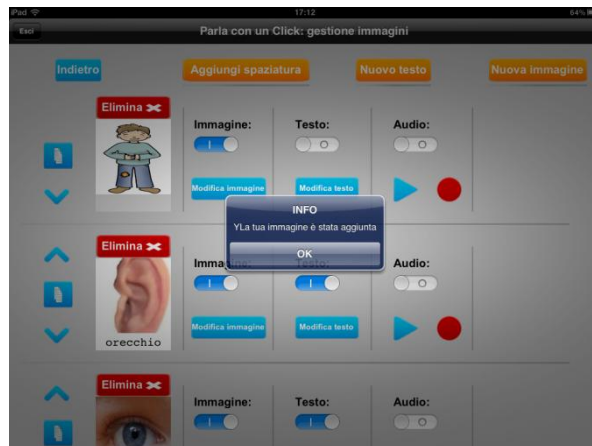 iPad 17:12 64%
Esci Parla con un Click: gestione immagini
Indietro Aggiungi spaziatura Nuovo testo Nuova immagine
Elimina
Immagine: Testo: Audio:
Modifica immagine Modifica testo
INFO
YLa tua immagine è stata aggiunta
OK
Elimina
Immagine: Testo: Audio:
Modifica immagine Modifica testo
orecchio
Elimina
Immagine: Testo: Audio: